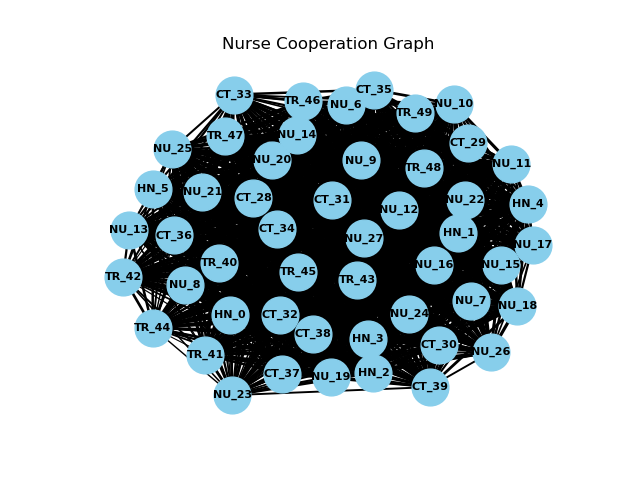 Nurse Cooperation Graph
CT_33
TR_46
NU_6
CT_35
TR_49
NU_10
TR_47
NU_14
CT_29
NU_25
NU_20
NU_9
TR_48
NU_11
HN_5
NU_21
CT_28
CT_31
NU_12
NU_22
HN_4
NU_13
CT_36
CT_34
NU_27
HN_1
NU_17
TR_42
NU_8
TR_40
TR_45
TR_43
NU_16
NU_15
TR_44
HN_0
CT_32
CT_38
HN_3
NU_24
NU_7
NU_18
TR_41
CT_30
NU_26
NU_23
CT_37
NU_19
HN_2
CT_39